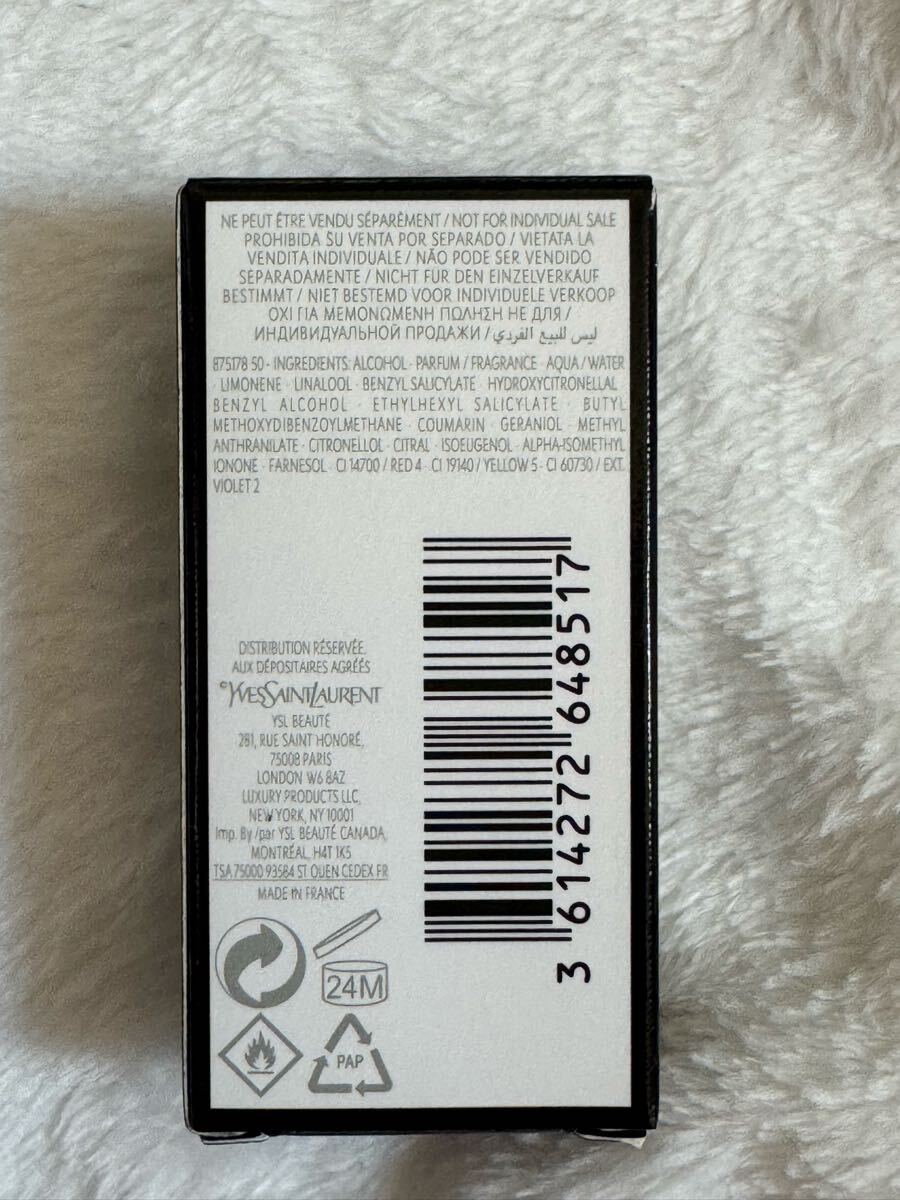 NE PEUT ÊTRE VENDU SÉPARÉMENT / NOT FOR INDIVIDUAL SALE
PROHIBIDA SU VENTA POR SEPARADO / VIETATA LA
VENDITA INDIVIDUALE / NÃO PODE SER VENDIDO
SEPARADAMENTE / NICHT FÜR DEN EINZELVERKAUF
BESTIMMT / NIET BESTEMD VOOR INDIVIDUELE VERKOOP
ΟΧΙ ΓΙΑ ΜΕΜΟΝΩΜΕΝΗ ΠΩΛΗΣΗ НЕ ДЛЯ /
ИНДИВИДУАЛЬНОЙ ПРОДАЖИ / ليس للبيع الفردي
875178 50 - INGREDIENTS: ALCOHOL · PARFUM / FRAGRANCE · AQUA / WATER
LIMONENE · LINALOOL · BENZYL SALICYLATE · HYDROXYCITRONELLAL
BENZYL ALCOHOL · ETHYLHEXYL SALICYLATE · BUTYL
METHOXYDIBENZOYLMETHANE · COUMARIN · GERANIOL · METHYL
ANTHRANILATE · CITRONELLOL · CITRAL · ISOEUGENOL · ALPHA-ISOMETHYL
IONONE · FARNESOL · CI 14700 / RED 4 · CI 19140 / YELLOW 5 · CI 60730 / EXT.
VIOLET 2
DISTRIBUTION RÉSERVÉE
AUX DÉPOSITAIRES AGRÉÉS
©YVESSAINTLAURENT
YSL BEAUTÉ
281, RUE SAINT HONORÉ,
75008 PARIS
LONDON W6 8AZ
LUXURY PRODUCTS LLC,
NEW YORK, NY 10001
Imp. By /par YSL BEAUTÉ CANADA,
MONTRÉAL, H4T 1K5
TSA 75000 93584 ST OUEN CEDEX FR
MADE IN FRANCE
24M
PAP
3 614272 648517